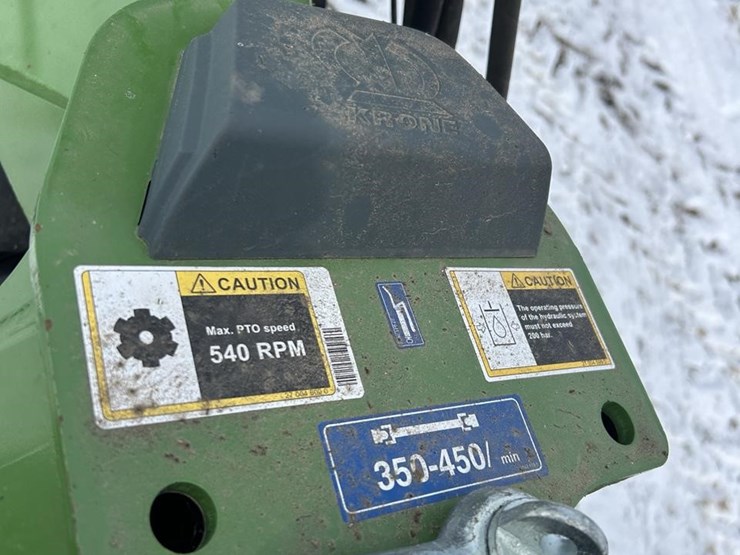 KRONE
CAUTION
Max. PTO speed
540 RPM
CAUTION
The operating pressure
of the hydraulic system
must not exceed
200 bar.
350-450/ min